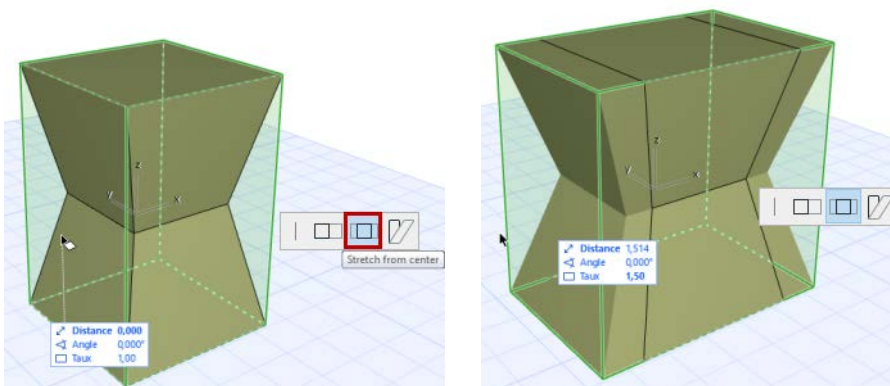 z
y
x
Stretch from center
Distance 0,000
Angle 0,000°
Taux 1,00
z
y
x
Distance 1,514
Angle 0,000°
Taux 1,50